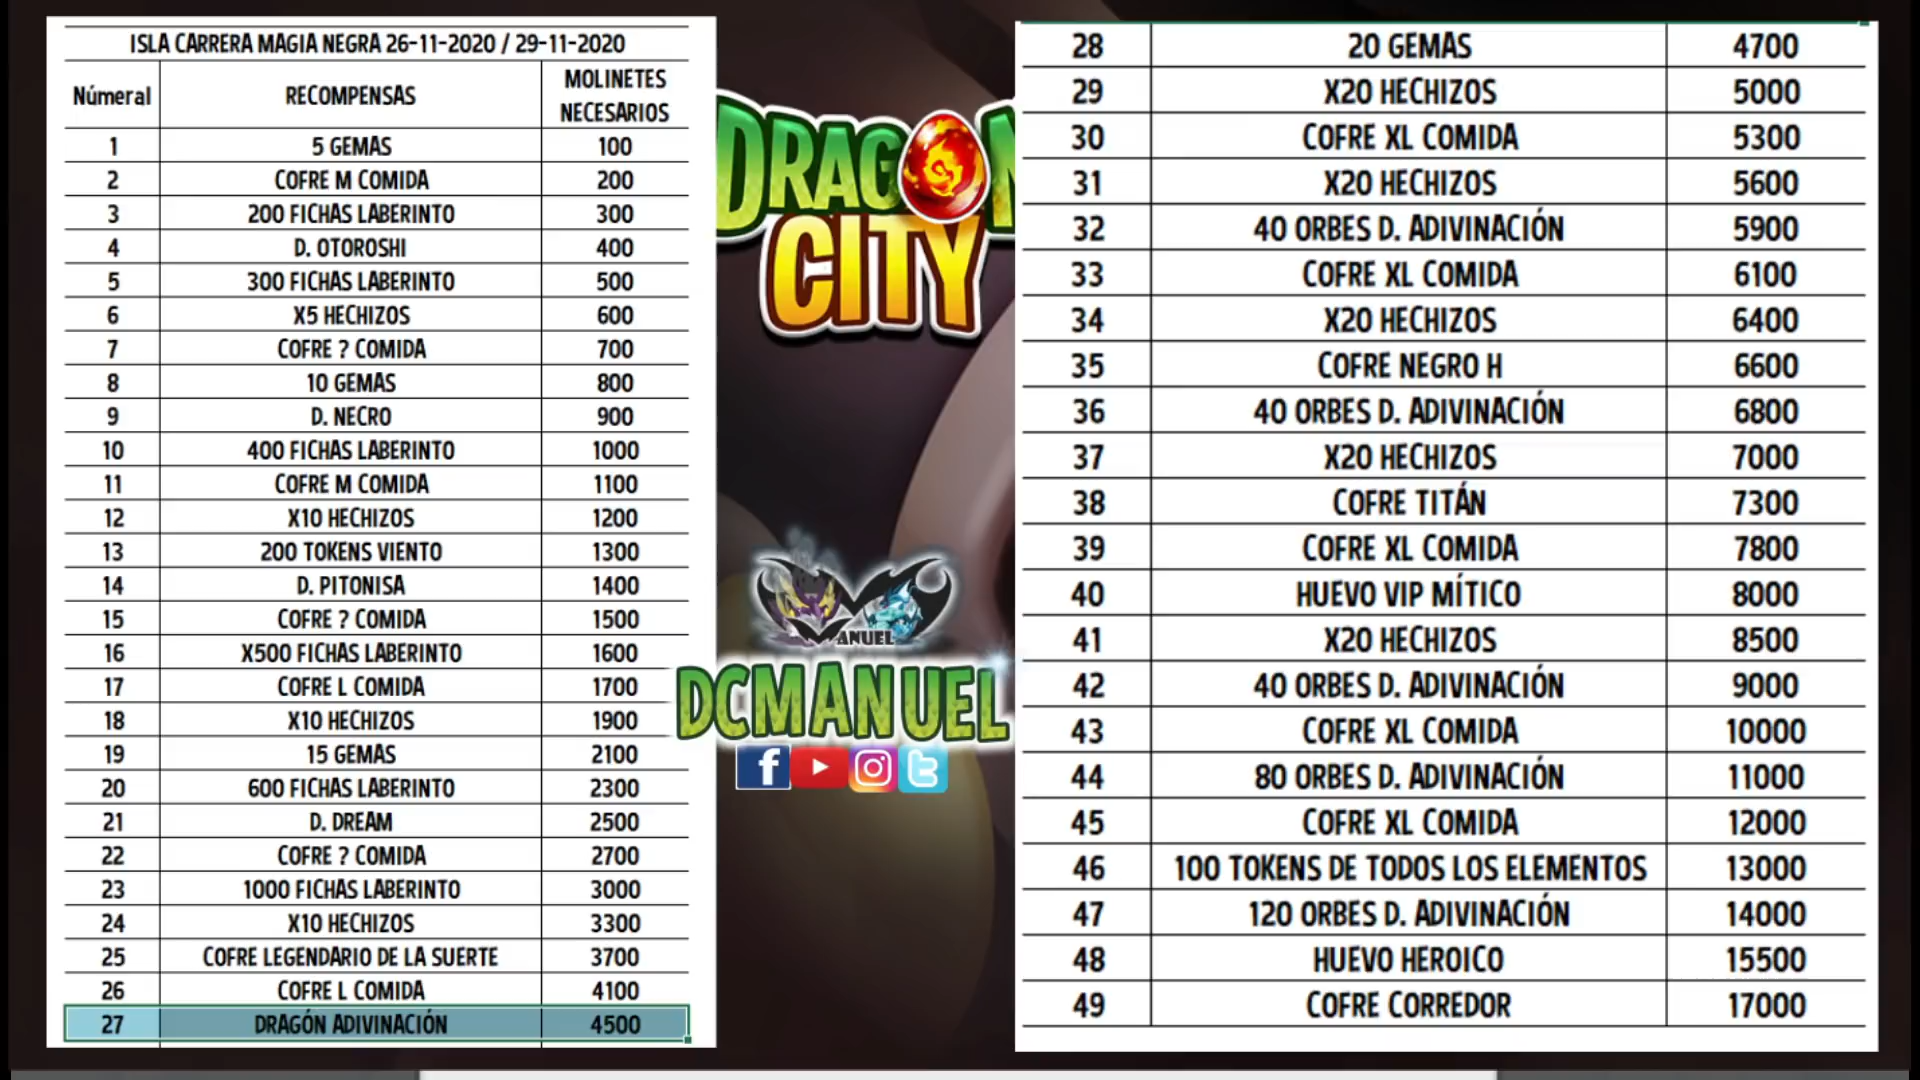 ISLA CARRERA MAGIA NEGRA 26-11-2020 / 29-11-2020
Númeral RECOMPENSAS MOLINETES NECESARIOS
1 5 GEMAS 100
2 COFRE M COMIDA 200
3 200 FICHAS LABERINTO 300
4 D. OTOROSHI 400
5 300 FICHAS LABERINTO 500
6 X5 HECHIZOS 600
7 COFRE ? COMIDA 700
8 10 GEMAS 800
9 D. NECRO 900
10 400 FICHAS LABERINTO 1000
11 COFRE M COMIDA 1100
12 X10 HECHIZOS 1200
13 200 TOKENS VIENTO 1300
14 D. PITONISA 1400
15 COFRE ? COMIDA 1500
16 X500 FICHAS LABERINTO 1600
17 COFRE L COMIDA 1700
18 X10 HECHIZOS 1900
19 15 GEMAS 2100
20 600 FICHAS LABERINTO 2300
21 D. DREAM 2500
22 COFRE ? COMIDA 2700
23 1000 FICHAS LABERINTO 3000
24 X10 HECHIZOS 3300
25 COFRE LEGENDARIO DE LA SUERTE 3700
26 COFRE L COMIDA 4100
27 DRAGÓN ADIVINACIÓN 4500
DRAGON
CITY
MANUEL
DCMANUEL
28 20 GEMAS 4700
29 X20 HECHIZOS 5000
30 COFRE XL COMIDA 5300
31 X20 HECHIZOS 5600
32 40 ORBES D. ADIVINACIÓN 5900
33 COFRE XL COMIDA 6100
34 X20 HECHIZOS 6400
35 COFRE NEGRO H 6600
36 40 ORBES D. ADIVINACIÓN 6800
37 X20 HECHIZOS 7000
38 COFRE TITÁN 7300
39 COFRE XL COMIDA 7800
40 HUEVO VIP MÍTICO 8000
41 X20 HECHIZOS 8500
42 40 ORBES D. ADIVINACIÓN 9000
43 COFRE XL COMIDA 10000
44 80 ORBES D. ADIVINACIÓN 11000
45 COFRE XL COMIDA 12000
46 100 TOKENS DE TODOS LOS ELEMENTOS 13000
47 120 ORBES D. ADIVINACIÓN 14000
48 HUEVO HEROICO 15500
49 COFRE CORREDOR 17000